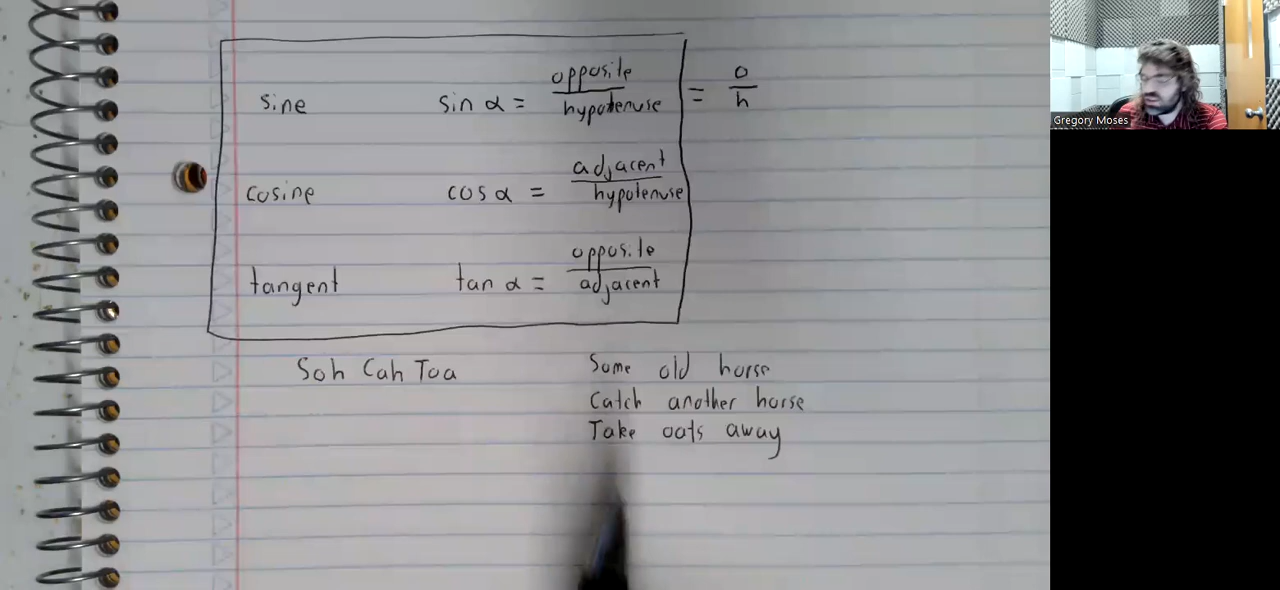 sine sin α = opposite / hypotenuse = o / h
cosine cos α = adjacent / hypotenuse
tangent tan α = opposite / adjacent
Soh Cah Toa
Some old horse
Catch another horse
Take oats away
Gregory Moses